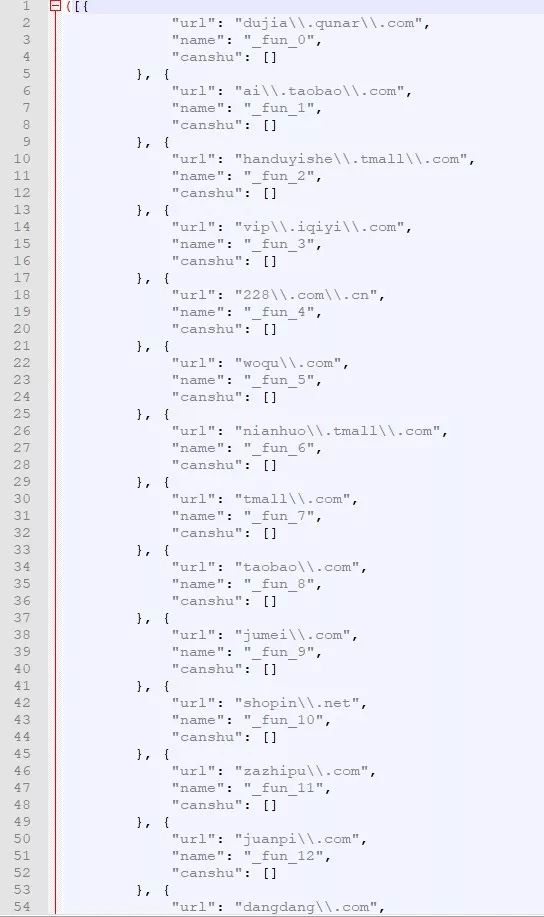 1 ([{
2 "url": "dujia\\.qunar\\.com",
3 "name": "_fun_0",
4 "canshu": []
5 }, {
6 "url": "ai\\.taobao\\.com",
7 "name": "_fun_1",
8 "canshu": []
9 }, {
10 "url": "handuyishe\\.tmall\\.com",
11 "name": "_fun_2",
12 "canshu": []
13 }, {
14 "url": "vip\\.iqiyi\\.com",
15 "name": "_fun_3",
16 "canshu": []
17 }, {
18 "url": "228\\.com\\.cn",
19 "name": "_fun_4",
20 "canshu": []
21 }, {
22 "url": "woqu\\.com",
23 "name": "_fun_5",
24 "canshu": []
25 }, {
26 "url": "nianhuo\\.tmall\\.com",
27 "name": "_fun_6",
28 "canshu": []
29 }, {
30 "url": "tmall\\.com",
31 "name": "_fun_7",
32 "canshu": []
33 }, {
34 "url": "taobao\\.com",
35 "name": "_fun_8",
36 "canshu": []
37 }, {
38 "url": "jumei\\.com",
39 "name": "_fun_9",
40 "canshu": []
41 }, {
42 "url": "shopin\\.net",
43 "name": "_fun_10",
44 "canshu": []
45 }, {
46 "url": "zazhipu\\.com",
47 "name": "_fun_11",
48 "canshu": []
49 }, {
50 "url": "juanpi\\.com",
51 "name": "_fun_12",
52 "canshu": []
53 }, {
54 "url": "dangdang\\.com",